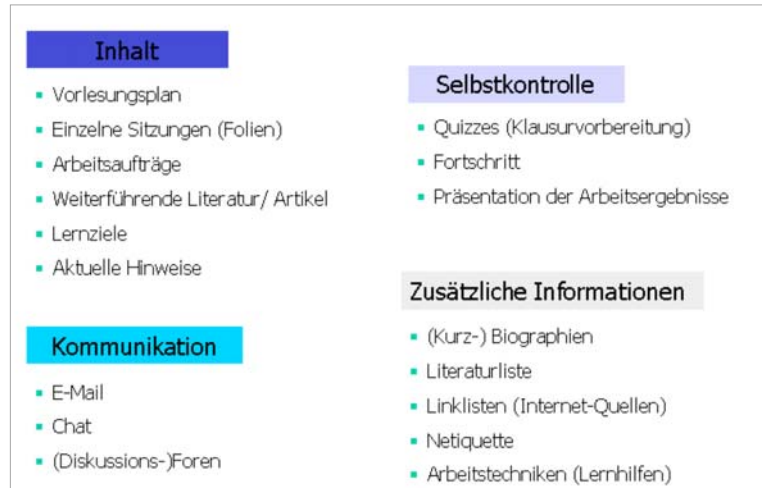 Inhalt
Vorlesungsplan
Einzelne Sitzungen (Folien)
Arbeitsaufträge
Weiterführende Literatur/ Artikel
Lernziele
Aktuelle Hinweise
Kommunikation
E-Mail
Chat
(Diskussions-)Foren
Selbstkontrolle
Quizzes (Klausurvorbereitung)
Fortschritt
Präsentation der Arbeitsergebnisse
Zusätzliche Informationen
(Kurz-) Biographien
Literaturliste
Linklisten (Internet-Quellen)
Netiquette
Arbeitstechniken (Lernhilfen)